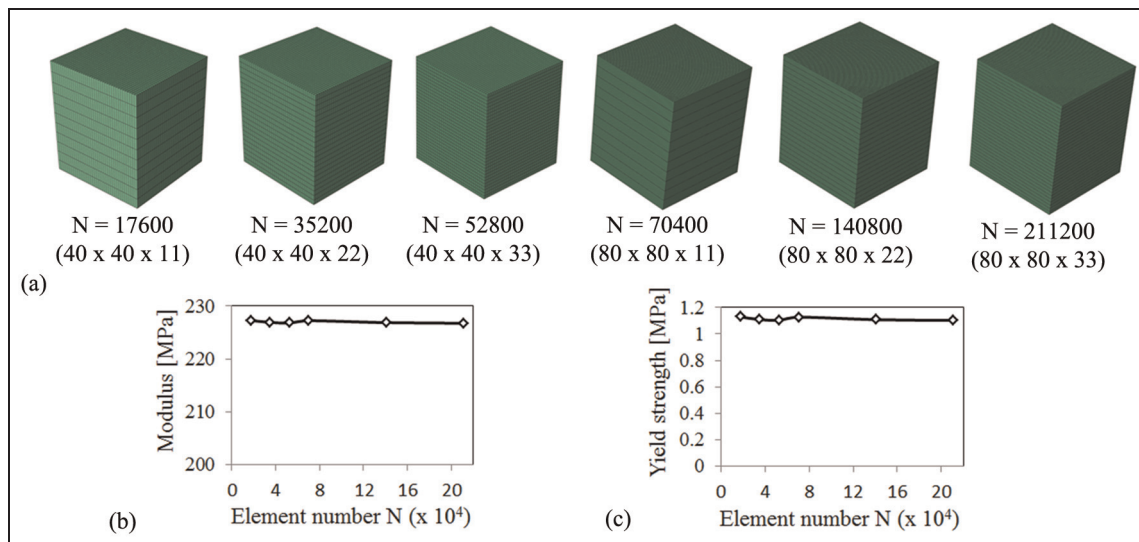 N = 17600
(40 x 40 x 11)
N = 35200
(40 x 40 x 22)
N = 52800
(40 x 40 x 33)
N = 70400
(80 x 80 x 11)
N = 140800
(80 x 80 x 22)
N = 211200
(80 x 80 x 33)
(a)
Modulus [MPa]
230
220
210
200
0 4 8 12 16 20
Element number N (x 10⁴)
(b)
Yield strength [MPa]
1.2
1
0.8
0.6
0.4
0.2
0
0 4 8 12 16 20
Element number N (x 10⁴)
(c)